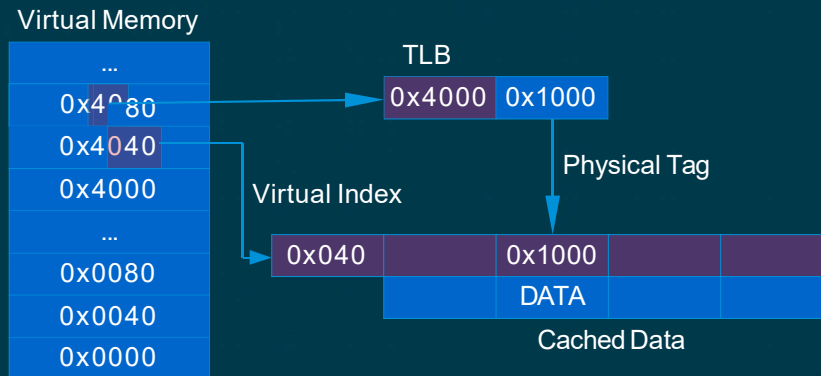 Virtual Memory
...
0x4080
0x4040
0x4000
...
0x0080
0x0040
0x0000
TLB
0x4000 0x1000
Physical Tag
Virtual Index
0x040 0x1000
DATA
Cached Data